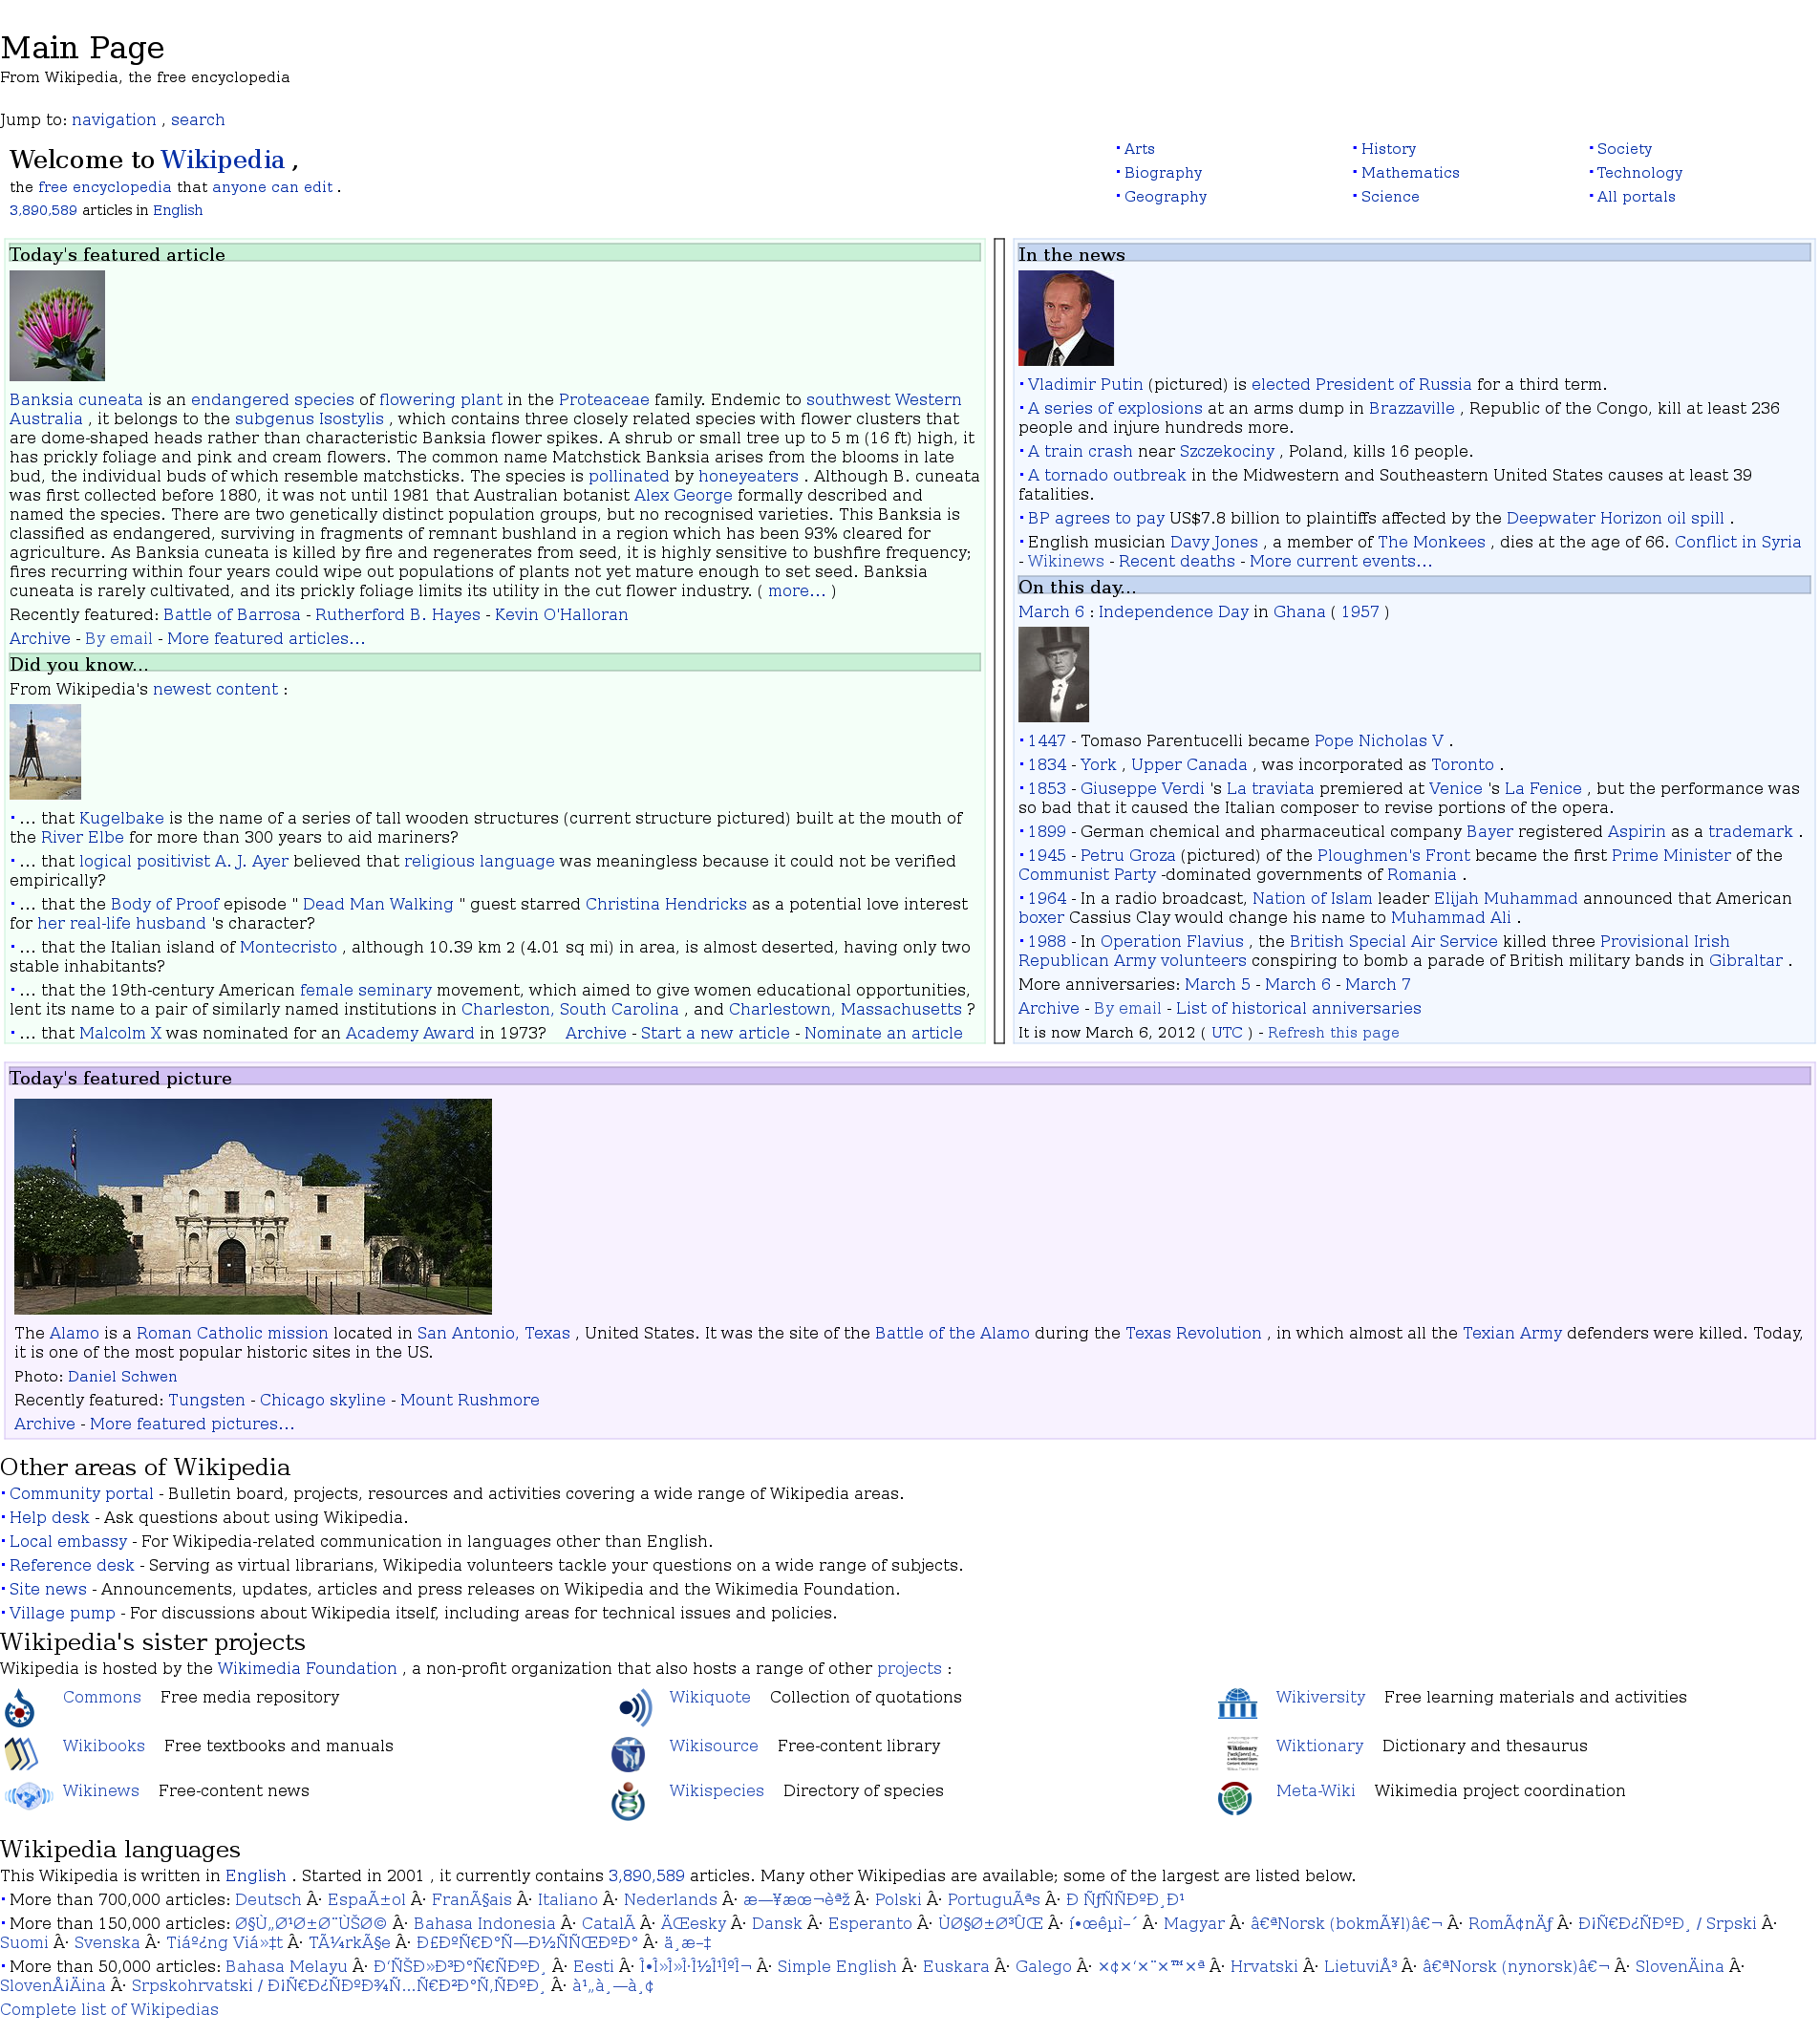 Main Page
From Wikipedia, the free encyclopedia
Jump to: navigation , search
Welcome to Wikipedia ,
the free encyclopedia that anyone can edit .
3,890,589 articles in English
Arts
History
Society
Biography
Mathematics
Technology
Geography
Science
All portals
Today's featured article
Banksia cuneata is an endangered species of flowering plant in the Proteaceae family. Endemic to southwest Western
Australia , it belongs to the subgenus Isostylis , which contains three closely related species with flower clusters that
are dome-shaped heads rather than characteristic Banksia flower spikes. A shrub or small tree up to 5 m (16 ft) high, it
has prickly foliage and pink and cream flowers. The common name Matchstick Banksia arises from the blooms in late
bud, the individual buds of which resemble matchsticks. The species is pollinated by honeyeaters . Although B. cuneata
was first collected before 1880, it was not until 1981 that Australian botanist Alex George formally described and
named the species. There are two genetically distinct population groups, but no recognised varieties. This Banksia is
classified as endangered, surviving in fragments of remnant bushland in a region which has been 93% cleared for
agriculture. As Banksia cuneata is killed by fire and regenerates from seed, it is highly sensitive to bushfire frequency;
fires recurring within four years could wipe out populations of plants not yet mature enough to set seed. Banksia
cuneata is rarely cultivated, and its prickly foliage limits its utility in the cut flower industry. ( more... )
Recently featured: Battle of Barrosa - Rutherford B. Hayes - Kevin O'Halloran
Archive - By email - More featured articles...
Did you know...
From Wikipedia's newest content :
... that Kugelbake is the name of a series of tall wooden structures (current structure pictured) built at the mouth of
the River Elbe for more than 300 years to aid mariners?
... that logical positivist A. J. Ayer believed that religious language was meaningless because it could not be verified
empirically?
... that the Body of Proof episode " Dead Man Walking " guest starred Christina Hendricks as a potential love interest
for her real-life husband 's character?
... that the Italian island of Montecristo , although 10.39 km 2 (4.01 sq mi) in area, is almost deserted, having only two
stable inhabitants?
... that the 19th-century American female seminary movement, which aimed to give women educational opportunities,
lent its name to a pair of similarly named institutions in Charleston, South Carolina , and Charlestown, Massachusetts ?
... that Malcolm X was nominated for an Academy Award in 1973? Archive - Start a new article - Nominate an article
In the news
Vladimir Putin (pictured) is elected President of Russia for a third term.
A series of explosions at an arms dump in Brazzaville , Republic of the Congo, kill at least 236
people and injure hundreds more.
A train crash near Szczekociny , Poland, kills 16 people.
A tornado outbreak in the Midwestern and Southeastern United States causes at least 39
fatalities.
BP agrees to pay US$7.8 billion to plaintiffs affected by the Deepwater Horizon oil spill .
English musician Davy Jones , a member of The Monkees , dies at the age of 66. Conflict in Syria
- Wikinews - Recent deaths - More current events...
On this day...
March 6 : Independence Day in Ghana ( 1957 )
1447 - Tomaso Parentucelli became Pope Nicholas V .
1834 - York , Upper Canada , was incorporated as Toronto .
1853 - Giuseppe Verdi 's La traviata premiered at Venice 's La Fenice , but the performance was
so bad that it caused the Italian composer to revise portions of the opera.
1899 - German chemical and pharmaceutical company Bayer registered Aspirin as a trademark .
1945 - Petru Groza (pictured) of the Ploughmen's Front became the first Prime Minister of the
Communist Party -dominated governments of Romania .
1964 - In a radio broadcast, Nation of Islam leader Elijah Muhammad announced that American
boxer Cassius Clay would change his name to Muhammad Ali .
1988 - In Operation Flavius , the British Special Air Service killed three Provisional Irish
Republican Army volunteers conspiring to bomb a parade of British military bands in Gibraltar .
More anniversaries: March 5 - March 6 - March 7
Archive - By email - List of historical anniversaries
It is now March 6, 2012 ( UTC ) - Refresh this page
Today's featured picture
The Alamo is a Roman Catholic mission located in San Antonio, Texas , United States. It was the site of the Battle of the Alamo during the Texas Revolution , in which almost all the Texian Army defenders were killed. Today,
it is one of the most popular historic sites in the US.
Photo: Daniel Schwen
Recently featured: Tungsten - Chicago skyline - Mount Rushmore
Archive - More featured pictures...
Other areas of Wikipedia
Community portal - Bulletin board, projects, resources and activities covering a wide range of Wikipedia areas.
Help desk - Ask questions about using Wikipedia.
Local embassy - For Wikipedia-related communication in languages other than English.
Reference desk - Serving as virtual librarians, Wikipedia volunteers tackle your questions on a wide range of subjects.
Site news - Announcements, updates, articles and press releases on Wikipedia and the Wikimedia Foundation.
Village pump - For discussions about Wikipedia itself, including areas for technical issues and policies.
Wikipedia's sister projects
Wikipedia is hosted by the Wikimedia Foundation , a non-profit organization that also hosts a range of other projects :
Commons Free media repository
Wikiquote Collection of quotations
Wikiversity Free learning materials and activities
Wikibooks Free textbooks and manuals
Wikisource Free-content library
Wiktionary Dictionary and thesaurus
Wikinews Free-content news
Wikispecies Directory of species
Meta-Wiki Wikimedia project coordination
Wikipedia languages
This Wikipedia is written in English . Started in 2001 , it currently contains 3,890,589 articles. Many other Wikipedias are available; some of the largest are listed below.
More than 700,000 articles: Deutsch Â· EspaÃ±ol Â· FranÃ§ais Â· Italiano Â· Nederlands Â· Polski Â· PortuguÃªs Â·
More than 150,000 articles: Â· Bahasa Indonesia Â· CatalÃ Â· ÄŒesky Â· Dansk Â· Esperanto Â· Magyar Â· â€ªNorsk (bokmÃ¥l)â€¬ Â· RomÃ¢nÄƒ Â· / Srpski Â·
Suomi Â· Svenska Â· Tiáº¿ng Viá»‡t Â· TÃ¼rkÃ§e Â·
More than 50,000 articles: Bahasa Melayu Â· Eesti Â· Simple English Â· Euskara Â· Galego Â· Hrvatski Â· LietuviÅ³ Â· â€ªNorsk (nynorsk)â€¬ Â· SlovenÄina Â·
SlovenÅ¡Äina Â· Srpskohrvatski /
Complete list of Wikipedias